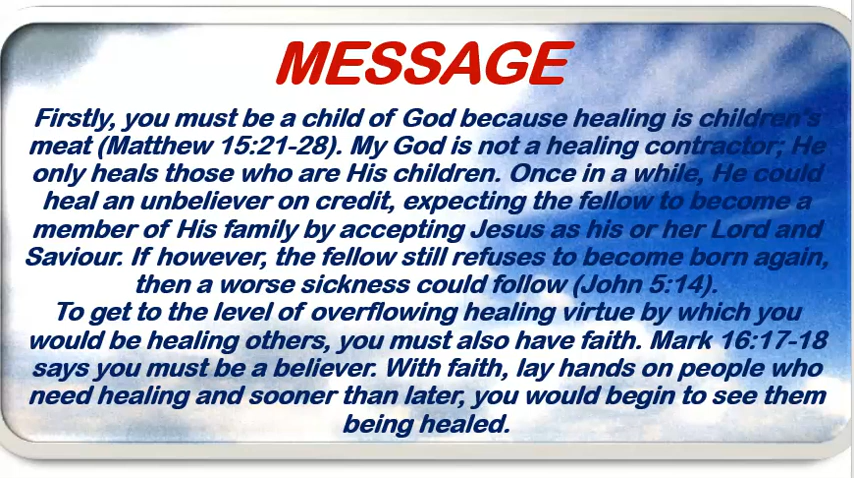 MESSAGE
Firstly, you must be a child of God because healing is children's
meat (Matthew 15:21-28). My God is not a healing contractor; He
only heals those who are His children. Once in a while, He could
heal an unbeliever on credit, expecting the fellow to become a
member of His family by accepting Jesus as his or her Lord and
Saviour. If however, the fellow still refuses to become born again,
then a worse sickness could follow (John 5:14).
To get to the level of overflowing healing virtue by which you
would be healing others, you must also have faith. Mark 16:17-18
says you must be a believer. With faith, lay hands on people who
need healing and sooner than later, you would begin to see them
being healed.